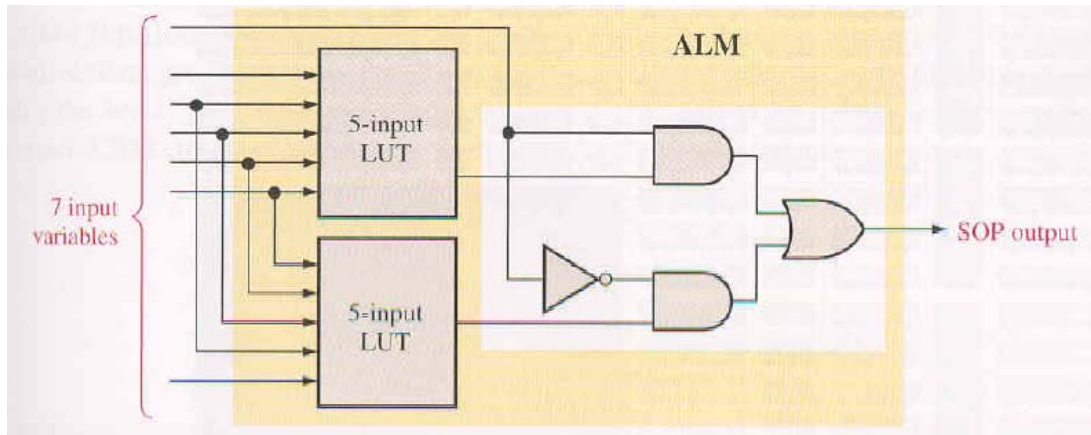 ALM
5-input
LUT
7 input
variables
SOP output
5-input
LUT